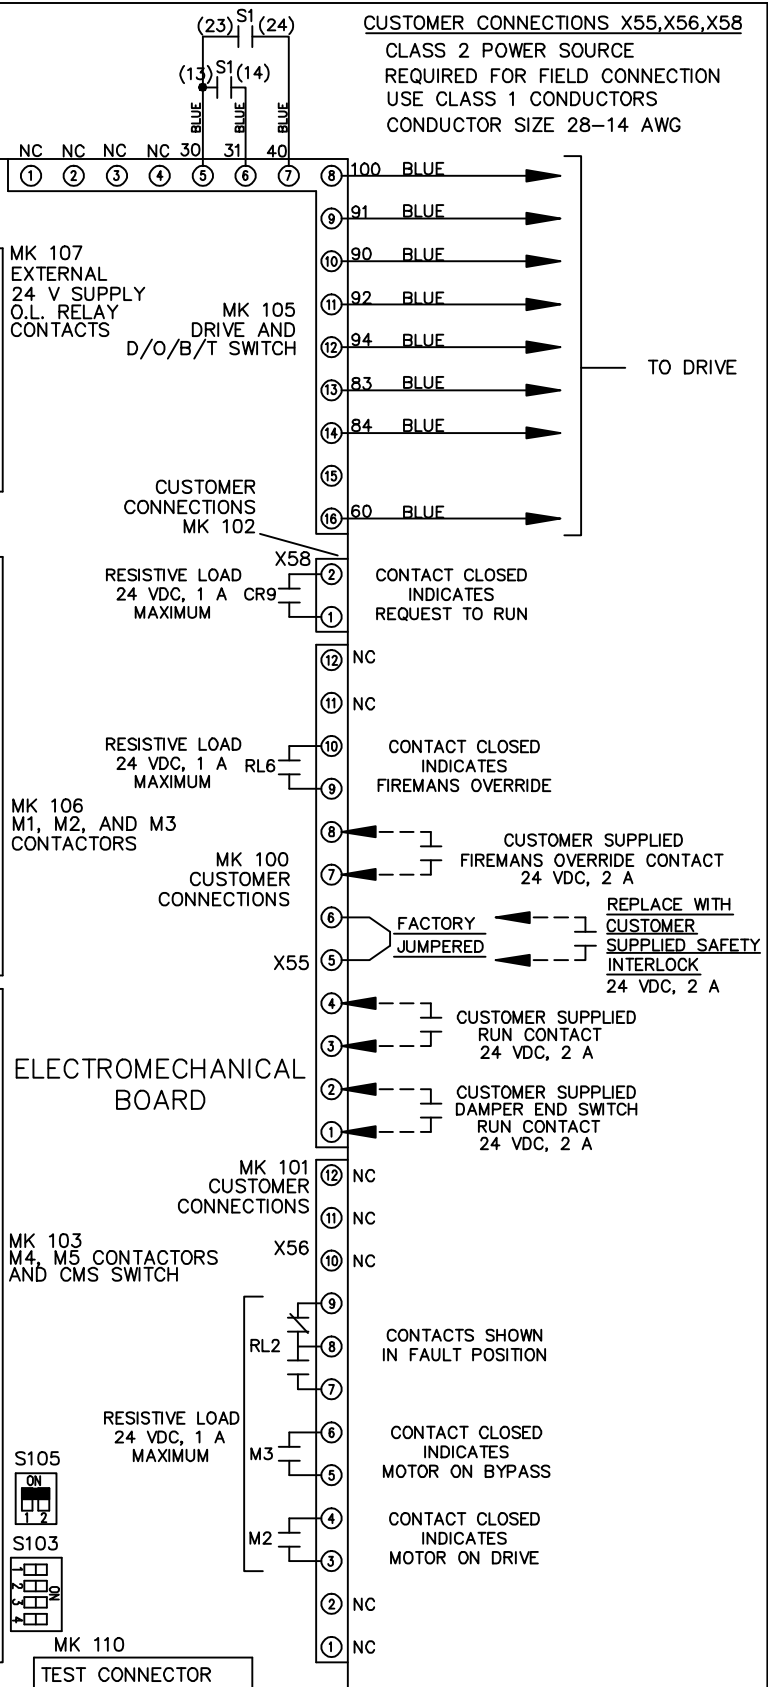 CUSTOMER CONNECTIONS X55,X56,X58
CLASS 2 POWER SOURCE
REQUIRED FOR FIELD CONNECTION
USE CLASS 1 CONDUCTORS
CONDUCTOR SIZE 28–14 AWG
(23) S1 (24)
(13) S1 (14)
BLUE BLUE BLUE
NC NC NC NC 30 31 40
1 2 3 4 5 6 7 8 100 BLUE
9 91 BLUE
10 90 BLUE
11 92 BLUE
12 94 BLUE
13 83 BLUE
14 84 BLUE
15
16 60 BLUE
TO DRIVE
MK 107
EXTERNAL
24 V SUPPLY
O.L. RELAY
CONTACTS
MK 105
DRIVE AND
D/O/B/T SWITCH
CUSTOMER
CONNECTIONS
MK 102
X58
2
1
RESISTIVE LOAD
24 VDC, 1 A
MAXIMUM
CR9
CONTACT CLOSED
INDICATES
REQUEST TO RUN
12 NC
11 NC
10
9
RESISTIVE LOAD
24 VDC, 1 A
MAXIMUM
RL6
CONTACT CLOSED
INDICATES
FIREMANS OVERRIDE
MK 106
M1, M2, AND M3
CONTACTORS
8
7
CUSTOMER SUPPLIED
FIREMANS OVERRIDE CONTACT
24 VDC, 2 A
MK 100
CUSTOMER
CONNECTIONS
6
5
FACTORY
JUMPERED
REPLACE WITH
CUSTOMER
SUPPLIED SAFETY
INTERLOCK
24 VDC, 2 A
X55
4
3
CUSTOMER SUPPLIED
RUN CONTACT
24 VDC, 2 A
ELECTROMECHANICAL
BOARD
2
1
CUSTOMER SUPPLIED
DAMPER END SWITCH
RUN CONTACT
24 VDC, 2 A
MK 101
CUSTOMER
CONNECTIONS
12 NC
11 NC
X56
10 NC
MK 103
M4, M5 CONTACTORS
AND CMS SWITCH
9
8
7
RL2
CONTACTS SHOWN
IN FAULT POSITION
RESISTIVE LOAD
24 VDC, 1 A
MAXIMUM
6
5
M3
CONTACT CLOSED
INDICATES
MOTOR ON BYPASS
4
3
M2
CONTACT CLOSED
INDICATES
MOTOR ON DRIVE
2 NC
1 NC
S105
ON
1 2
S103
1
2
3
4
ON
MK 110
TEST CONNECTOR